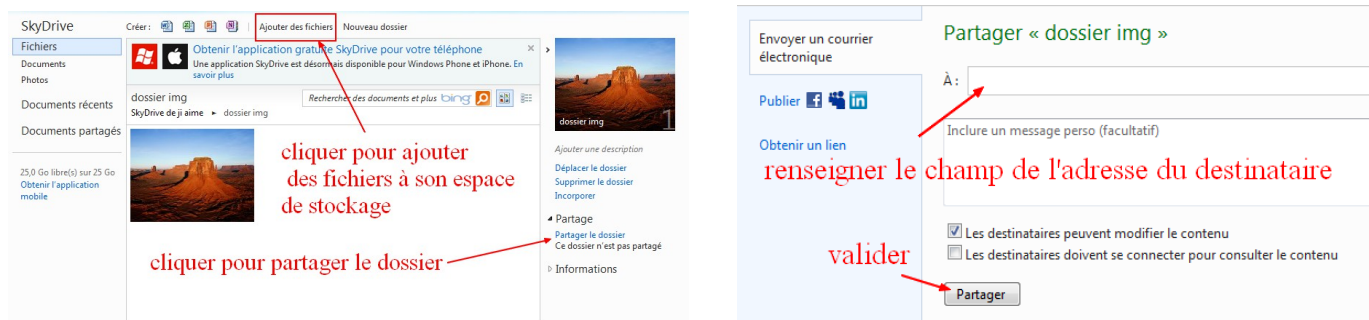 SkyDrive
Créer :
Ajouter des fichiers
Nouveau dossier
Fichiers
Documents
Photos
Documents récents
Documents partagés
25,0 Go libre(s) sur 25 Go
Obtenir l'application
mobile
Obtenir l'application gratuite SkyDrive pour votre téléphone
Une application SkyDrive est désormais disponible pour Windows Phone et iPhone. En
savoir plus
dossier img
Rechercher des documents et plus bing
SkyDrive de ji aime ► dossier img
cliquer pour ajouter
des fichiers à son espace
de stockage
cliquer pour partager le dossier
dossier img 1
Ajouter une description
Déplacer le dossier
Supprimer le dossier
Incorporer
Partage
Partager le dossier
Ce dossier n'est pas partagé
Informations
Envoyer un courrier
électronique
Publier
Obtenir un lien
Partager « dossier img »
À :
Inclure un message perso (facultatif)
renseigner le champ de l'adresse du destinataire
Les destinataires peuvent modifier le contenu
Les destinataires doivent se connecter pour consulter le contenu
valider
Partager